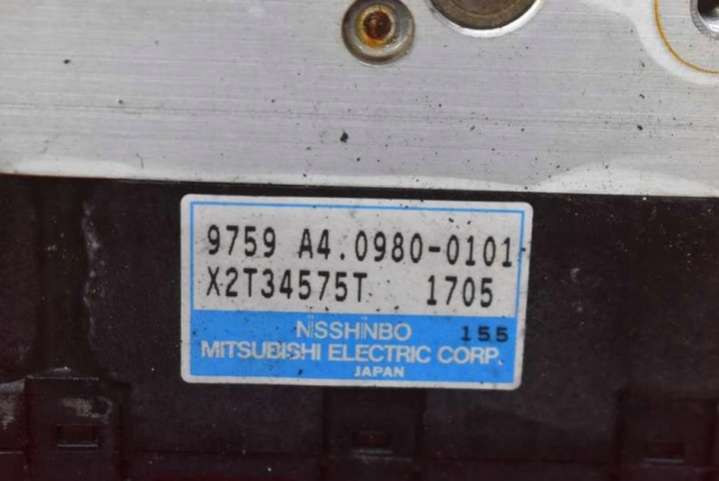 9759 A4.0980-0101
X2T34575T 1705
NISSHINBO 155
MITSUBISHI ELECTRIC CORP.
JAPAN